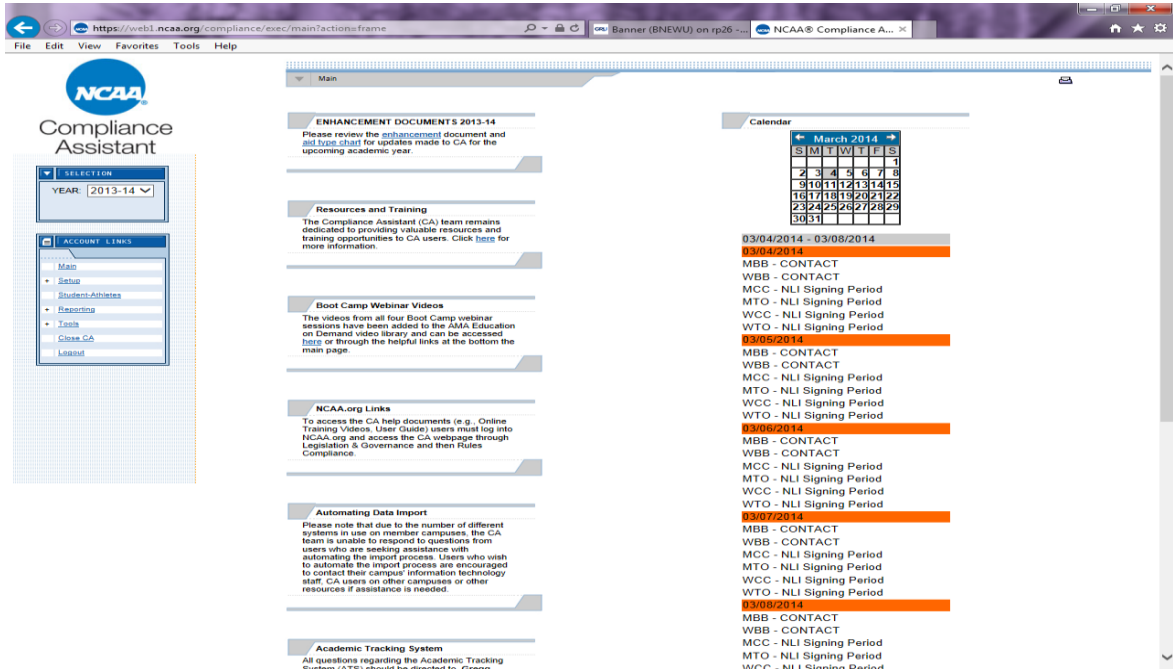 https://web1.ncaa.org/compliance/exec/main?action=frame
Banner (BNEWU) on rp26 -...
NCAA® Compliance A...
File Edit View Favorites Tools Help
NCAA
Compliance
Assistant
SELECTION
YEAR: 2013-14
ACCOUNT LINKS
Main
+ Setup
Student-Athletes
+ Reporting
+ Tools
Close CA
Logout
Main
ENHANCEMENT DOCUMENTS 2013-14
Please review the enhancement document and
aid type chart for updates made to CA for the
upcoming academic year.
Resources and Training
The Compliance Assistant (CA) team remains
dedicated to providing valuable resources and
training opportunities to CA users. Click here for
more information.
Boot Camp Webinar Videos
The videos from all four Boot Camp webinar
sessions have been added to the AMA Education
on Demand video library and can be accessed
here or through the helpful links at the bottom the
main page.
NCAA.org Links
To access the CA help documents (e.g., Online
Training Videos, User Guide) users must log into
NCAA.org and access the CA webpage through
Legislation & Governance and then Rules
Compliance.
Automating Data Import
Please note that due to the number of different
systems in use on member campuses, the CA
team is unable to respond to questions from
users who are seeking assistance with
automating the import process. Users who wish
to automate the import process are encouraged
to contact their campus' information technology
staff, CA users on other campuses or other
resources if assistance is needed.
Academic Tracking System
All questions regarding the Academic Tracking
System (ATS) should be directed to Gregg
Calendar
March 2014
S M T W T F S
1
2 3 4 5 6 7 8
9 10 11 12 13 14 15
16 17 18 19 20 21 22
23 24 25 26 27 28 29
30 31
03/04/2014 - 03/08/2014
03/04/2014
MBB - CONTACT
WBB - CONTACT
MCC - NLI Signing Period
MTO - NLI Signing Period
WCC - NLI Signing Period
WTO - NLI Signing Period
03/05/2014
MBB - CONTACT
WBB - CONTACT
MCC - NLI Signing Period
MTO - NLI Signing Period
WCC - NLI Signing Period
WTO - NLI Signing Period
03/06/2014
MBB - CONTACT
WBB - CONTACT
MCC - NLI Signing Period
MTO - NLI Signing Period
WCC - NLI Signing Period
WTO - NLI Signing Period
03/07/2014
MBB - CONTACT
WBB - CONTACT
MCC - NLI Signing Period
MTO - NLI Signing Period
WCC - NLI Signing Period
WTO - NLI Signing Period
03/08/2014
MBB - CONTACT
WBB - CONTACT
MCC - NLI Signing Period
MTO - NLI Signing Period
WCC - NLI Signing Period